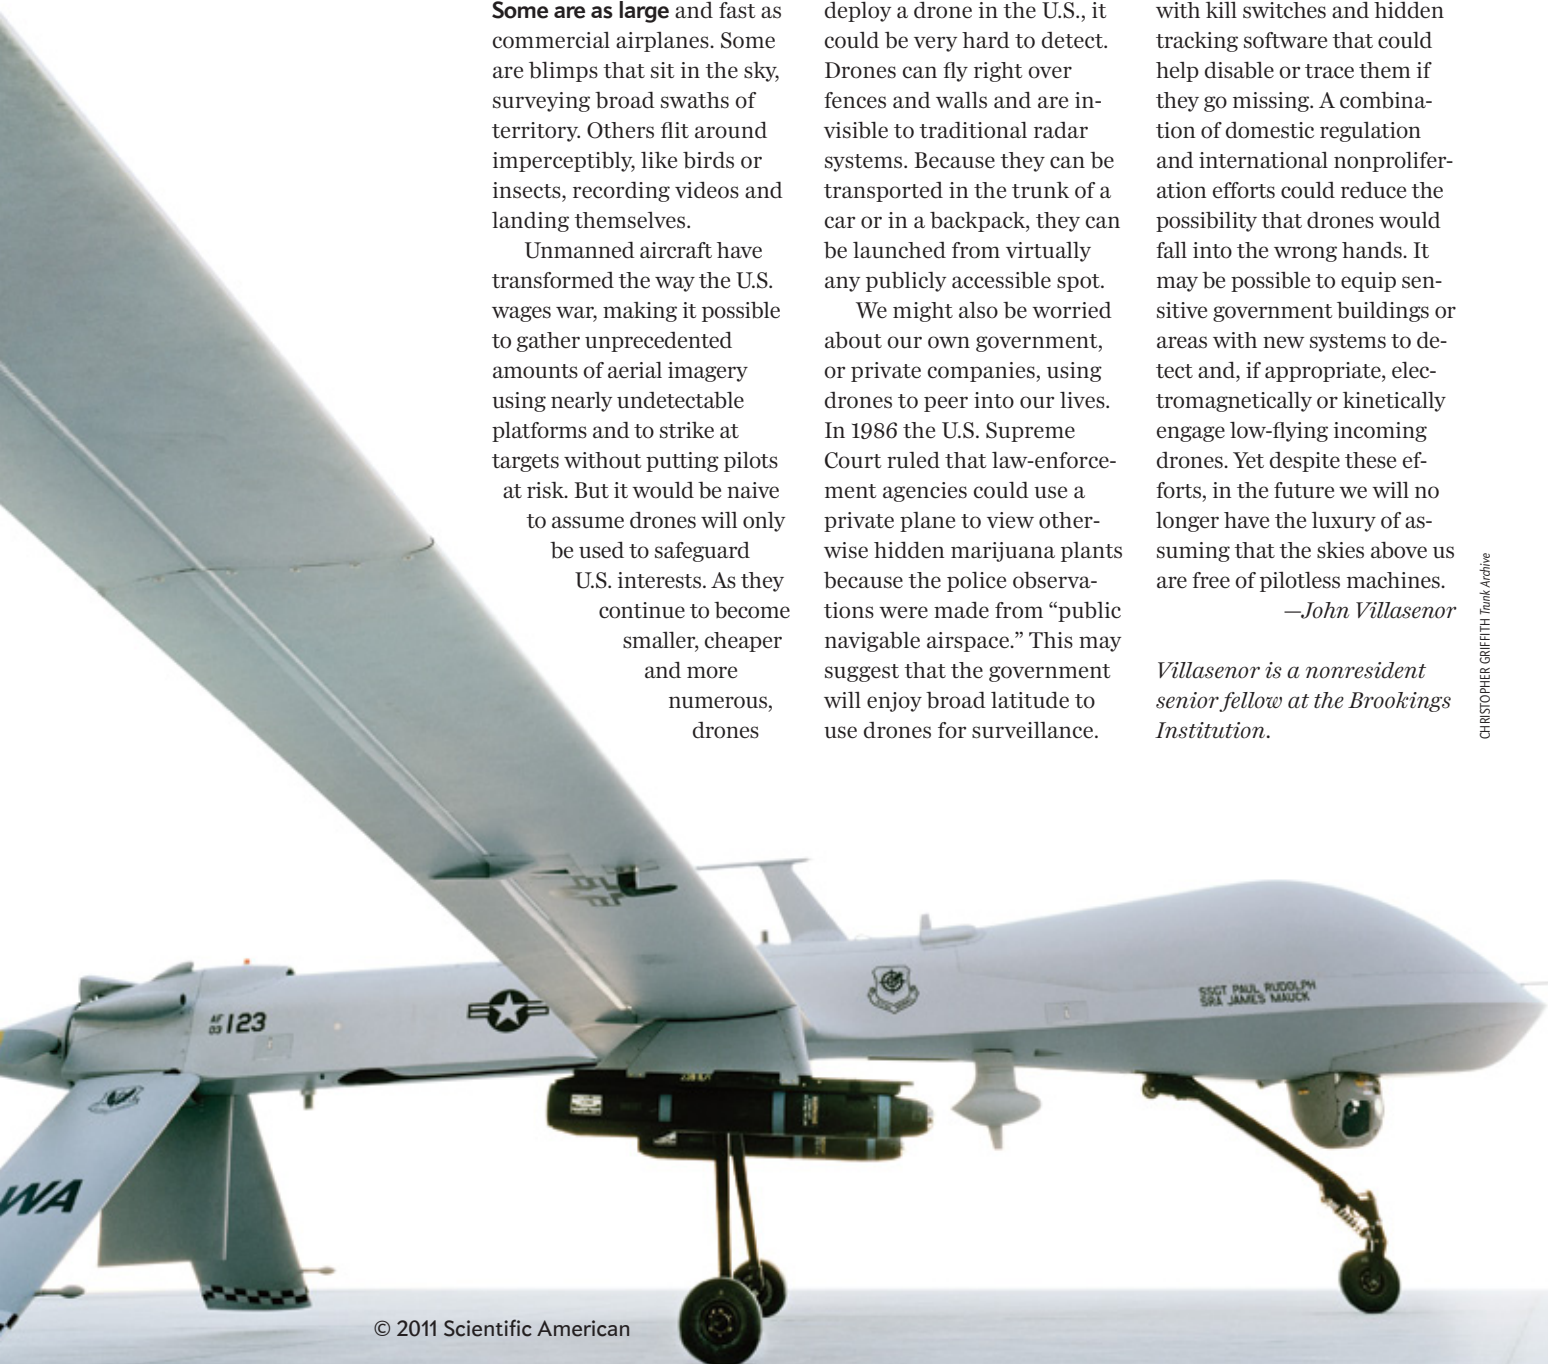 Some are as large and fast as
commercial airplanes. Some
are blimps that sit in the sky,
surveying broad swaths of
territory. Others flit around
imperceptibly, like birds or
insects, recording videos and
landing themselves.
Unmanned aircraft have
transformed the way the U.S.
wages war, making it possible
to gather unprecedented
amounts of aerial imagery
using nearly undetectable
platforms and to strike at
targets without putting pilots
at risk. But it would be naive
to assume drones will only
be used to safeguard
U.S. interests. As they
continue to become
smaller, cheaper
and more
numerous,
drones
deploy a drone in the U.S., it
could be very hard to detect.
Drones can fly right over
fences and walls and are in-
visible to traditional radar
systems. Because they can be
transported in the trunk of a
car or in a backpack, they can
be launched from virtually
any publicly accessible spot.
We might also be worried
about our own government,
or private companies, using
drones to peer into our lives.
In 1986 the U.S. Supreme
Court ruled that law-enforce-
ment agencies could use a
private plane to view other-
wise hidden marijuana plants
because the police observa-
tions were made from “public
navigable airspace.” This may
suggest that the government
will enjoy broad latitude to
use drones for surveillance.
with kill switches and hidden
tracking software that could
help disable or trace them if
they go missing. A combina-
tion of domestic regulation
and international nonprolifer-
ation efforts could reduce the
possibility that drones would
fall into the wrong hands. It
may be possible to equip sen-
sitive government buildings or
areas with new systems to de-
tect and, if appropriate, elec-
tromagnetically or kinetically
engage low-flying incoming
drones. Yet despite these ef-
forts, in the future we will no
longer have the luxury of as-
suming that the skies above us
are free of pilotless machines.
—John Villasenor
Villasenor is a nonresident
senior fellow at the Brookings
Institution.
CHRISTOPHER GRIFFITH Trunk Archive
SSGT PAUL RUDOLPH
SRA JAMES MAUCK
AF
03 123
WA
© 2011 Scientific American